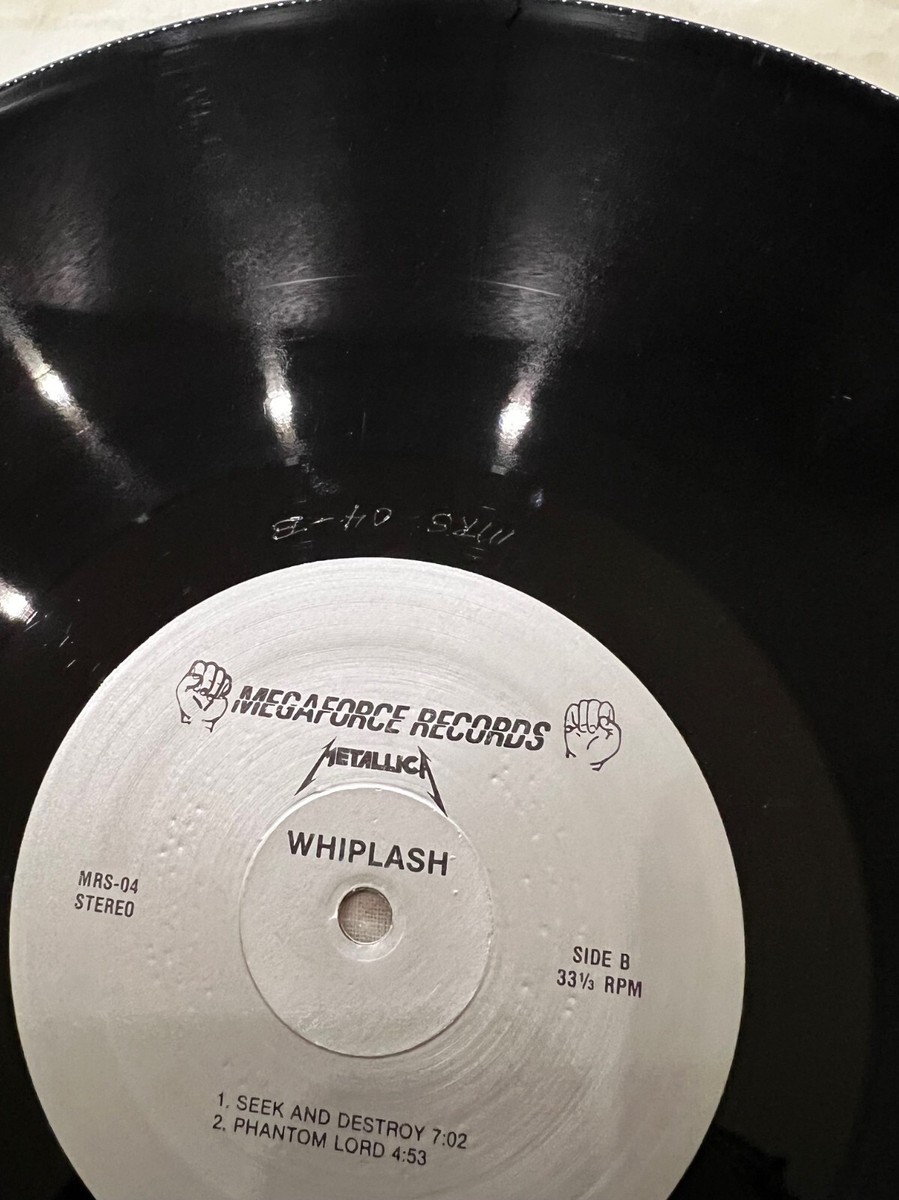 MRS-04-B
MEGAFORCE RECORDS
METALLICA
WHIPLASH
MRS-04
STEREO
SIDE B
33⅓ RPM
1. SEEK AND DESTROY 7:02
2. PHANTOM LORD 4:53